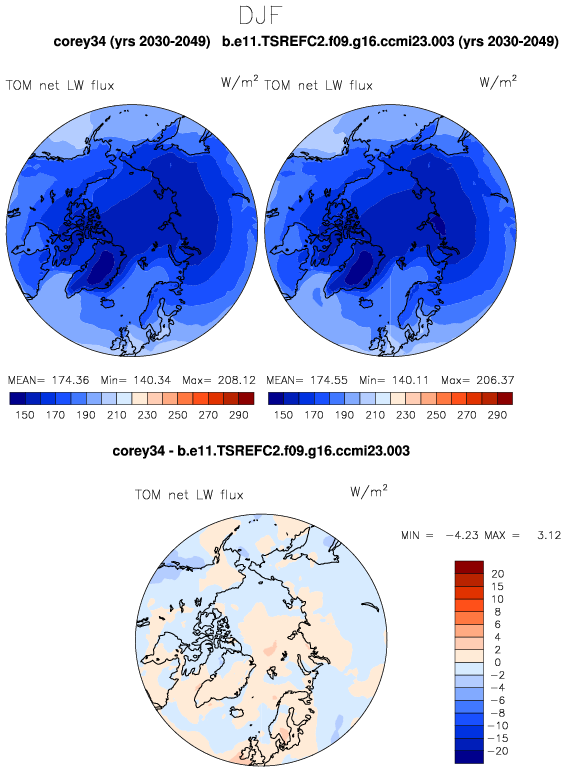 DJF
corey34 (yrs 2030-2049) b.e11.TSREFC2.f09.g16.ccmi23.003 (yrs 2030-2049)
TOM net LW flux W/m² TOM net LW flux W/m²
MEAN= 174.36 Min= 140.34 Max= 208.12 MEAN= 174.55 Min= 140.11 Max= 206.37
150 170 190 210 230 250 270 290 150 170 190 210 230 250 270 290
corey34 - b.e11.TSREFC2.f09.g16.ccmi23.003
TOM net LW flux W/m²
MIN = -4.23 MAX = 3.12
20
15
10
8
6
4
2
0
-2
-4
-6
-8
-10
-15
-20